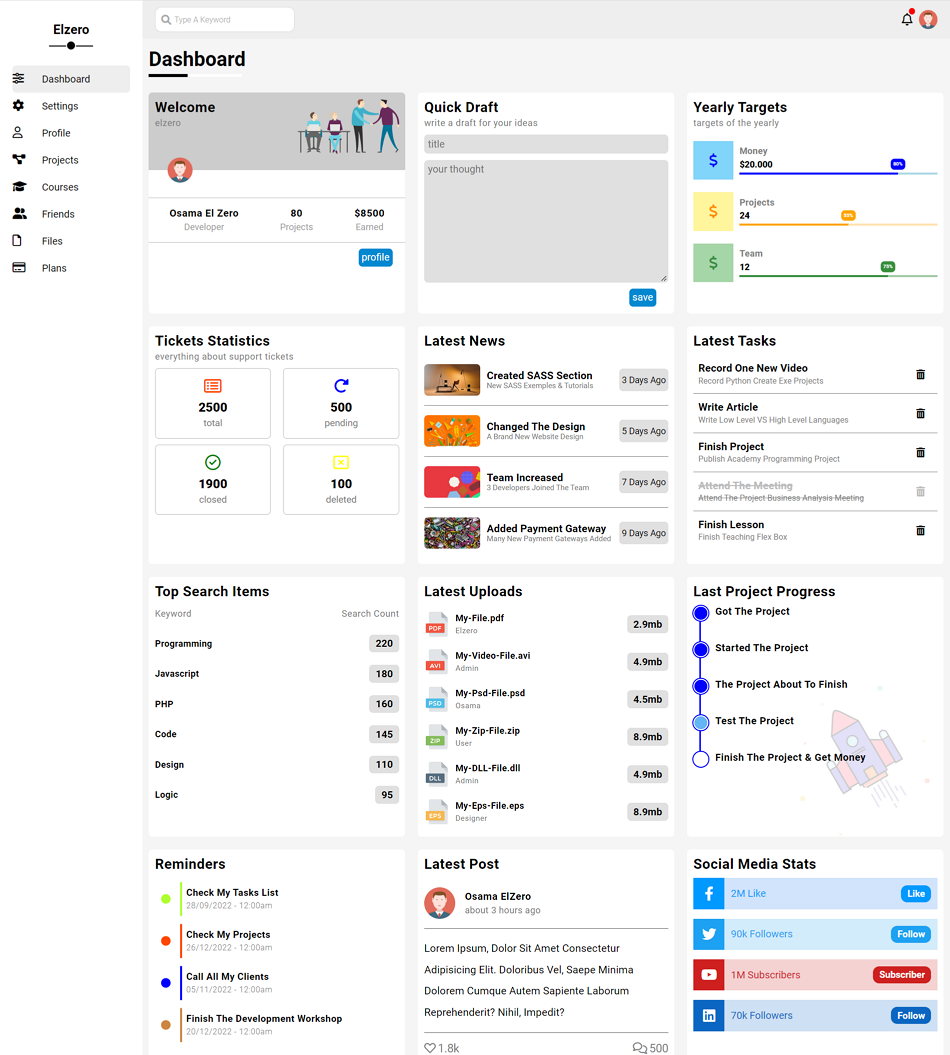 Elzero
Type A Keyword
Dashboard
Settings
Profile
Projects
Courses
Friends
Files
Plans
Dashboard
Welcome
elzero
Osama El Zero
Developer
80
Projects
$8500
Earned
profile
Quick Draft
write a draft for your ideas
title
your thought
save
Yearly Targets
targets of the yearly
$
Money
$20.000
80%
$
Projects
24
$
Team
12
75%
Tickets Statistics
everything about support tickets
2500
total
500
pending
1900
closed
100
deleted
Latest News
Created SASS Section
New SASS Exemples & Tutorials
3 Days Ago
Changed The Design
A Brand New Website Design
5 Days Ago
Team Increased
3 Developers Joined The Team
7 Days Ago
Added Payment Gateway
Many New Payment Gateways Added
9 Days Ago
Latest Tasks
Record One New Video
Record Python Create Exe Projects
Write Article
Write Low Level VS High Level Languages
Finish Project
Publish Academy Programming Project
Attend The Meeting
Attend The Project Business Analysis Meeting
Finish Lesson
Finish Teaching Flex Box
Top Search Items
Keyword Search Count
Programming 220
Javascript 180
PHP 160
Code 145
Design 110
Logic 95
Latest Uploads
PDF
My-File.pdf
Elzero
2.9mb
AVI
My-Video-File.avi
Admin
4.9mb
PSD
My-Psd-File.psd
Osama
4.5mb
ZIP
My-Zip-File.zip
User
8.9mb
DLL
My-DLL-File.dll
Admin
4.9mb
EPS
My-Eps-File.eps
Designer
8.9mb
Last Project Progress
Got The Project
Started The Project
The Project About To Finish
Test The Project
Finish The Project & Get Money
Reminders
Check My Tasks List
28/09/2022 - 12:00am
Check My Projects
26/12/2022 - 12:00am
Call All My Clients
05/11/2022 - 12:00am
Finish The Development Workshop
20/12/2022 - 12:00am
Latest Post
Osama ElZero
about 3 hours ago
Lorem Ipsum, Dolor Sit Amet Consectetur
Adipisicing Elit. Doloribus Vel, Saepe Minima
Dolorem Cumque Autem Sapiente Laborum
Reprehenderit? Nihil, Impedit?
1.8k 500
Social Media Stats
2M Like Like
90k Followers Follow
1M Subscribers Subscriber
70k Followers Follow